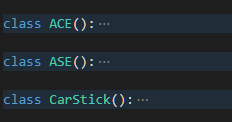 class ACE():···
class ASE():···
class CarStick():···